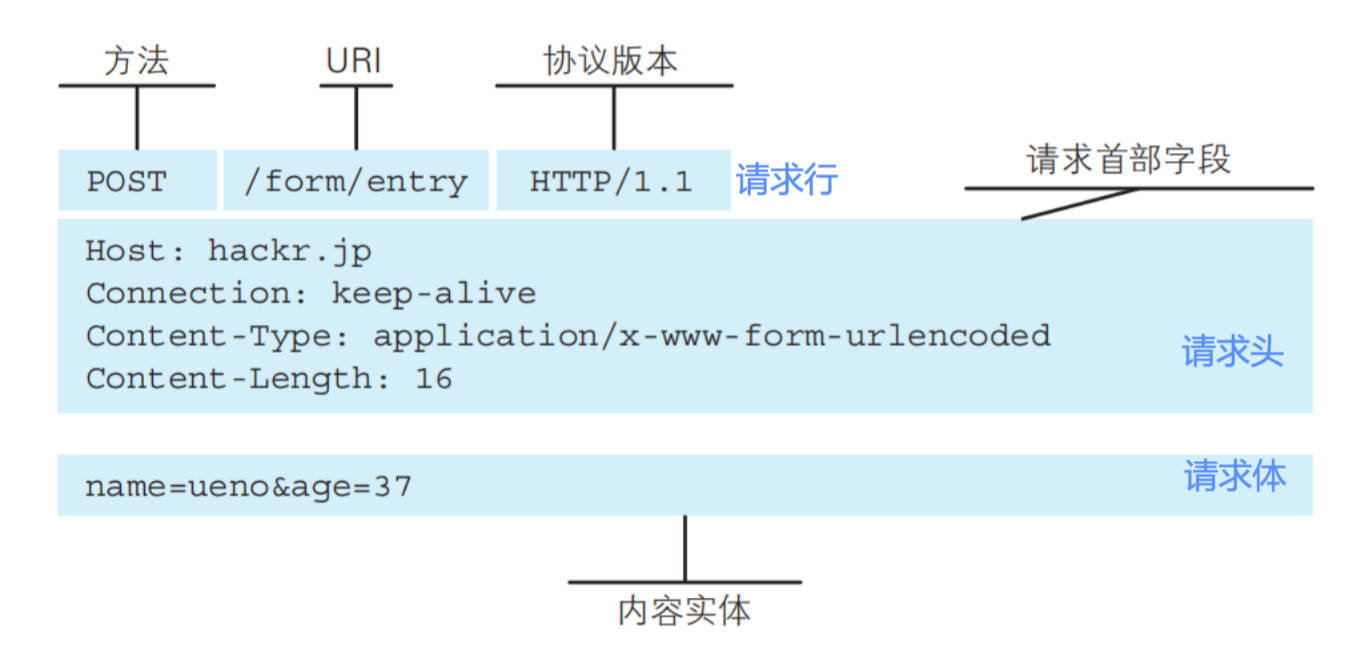 方法 URI 协议版本
请求首部字段
POST /form/entry HTTP/1.1 请求行
Host: hackr.jp
Connection: keep-alive
Content-Type: application/x-www-form-urlencoded
请求头
Content-Length: 16
name=ueno&age=37 请求体
内容实体